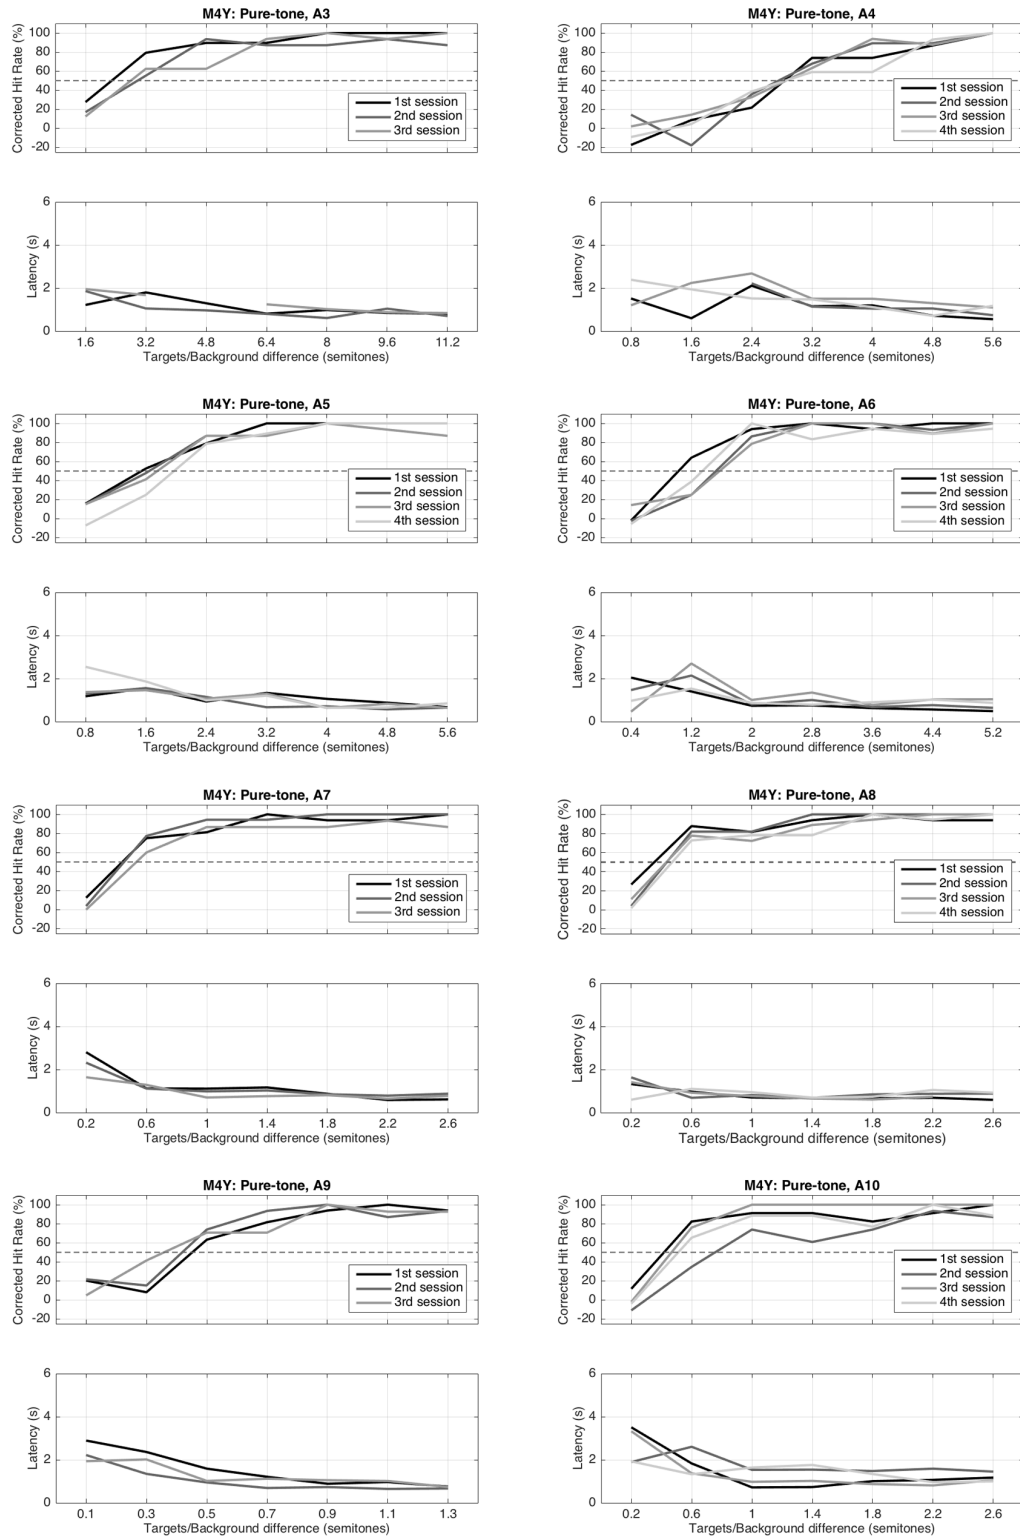 M4Y: Pure-tone, A3
Corrected Hit Rate (%)
100
80
60
40
20
0
-20
1st session
2nd session
3rd session
M4Y: Pure-tone, A4
Corrected Hit Rate (%)
100
80
60
40
20
0
-20
1st session
2nd session
3rd session
4th session
Latency (s)
6
4
2
0
1.6 3.2 4.8 6.4 8 9.6 11.2
Targets/Background difference (semitones)
Latency (s)
6
4
2
0
0.8 1.6 2.4 3.2 4 4.8 5.6
Targets/Background difference (semitones)
M4Y: Pure-tone, A5
Corrected Hit Rate (%)
100
80
60
40
20
0
-20
1st session
2nd session
3rd session
4th session
M4Y: Pure-tone, A6
Corrected Hit Rate (%)
100
80
60
40
20
0
-20
1st session
2nd session
3rd session
4th session
Latency (s)
6
4
2
0
0.8 1.6 2.4 3.2 4 4.8 5.6
Targets/Background difference (semitones)
Latency (s)
6
4
2
0
0.4 1.2 2 2.8 3.6 4.4 5.2
Targets/Background difference (semitones)
M4Y: Pure-tone, A7
Corrected Hit Rate (%)
100
80
60
40
20
0
-20
1st session
2nd session
3rd session
M4Y: Pure-tone, A8
Corrected Hit Rate (%)
100
80
60
40
20
0
-20
1st session
2nd session
3rd session
4th session
Latency (s)
6
4
2
0
0.2 0.6 1 1.4 1.8 2.2 2.6
Targets/Background difference (semitones)
Latency (s)
6
4
2
0
0.2 0.6 1 1.4 1.8 2.2 2.6
Targets/Background difference (semitones)
M4Y: Pure-tone, A9
Corrected Hit Rate (%)
100
80
60
40
20
0
-20
1st session
2nd session
3rd session
M4Y: Pure-tone, A10
Corrected Hit Rate (%)
100
80
60
40
20
0
-20
1st session
2nd session
3rd session
4th session
Latency (s)
6
4
2
0
0.1 0.3 0.5 0.7 0.9 1.1 1.3
Targets/Background difference (semitones)
Latency (s)
6
4
2
0
0.2 0.6 1 1.4 1.8 2.2 2.6
Targets/Background difference (semitones)